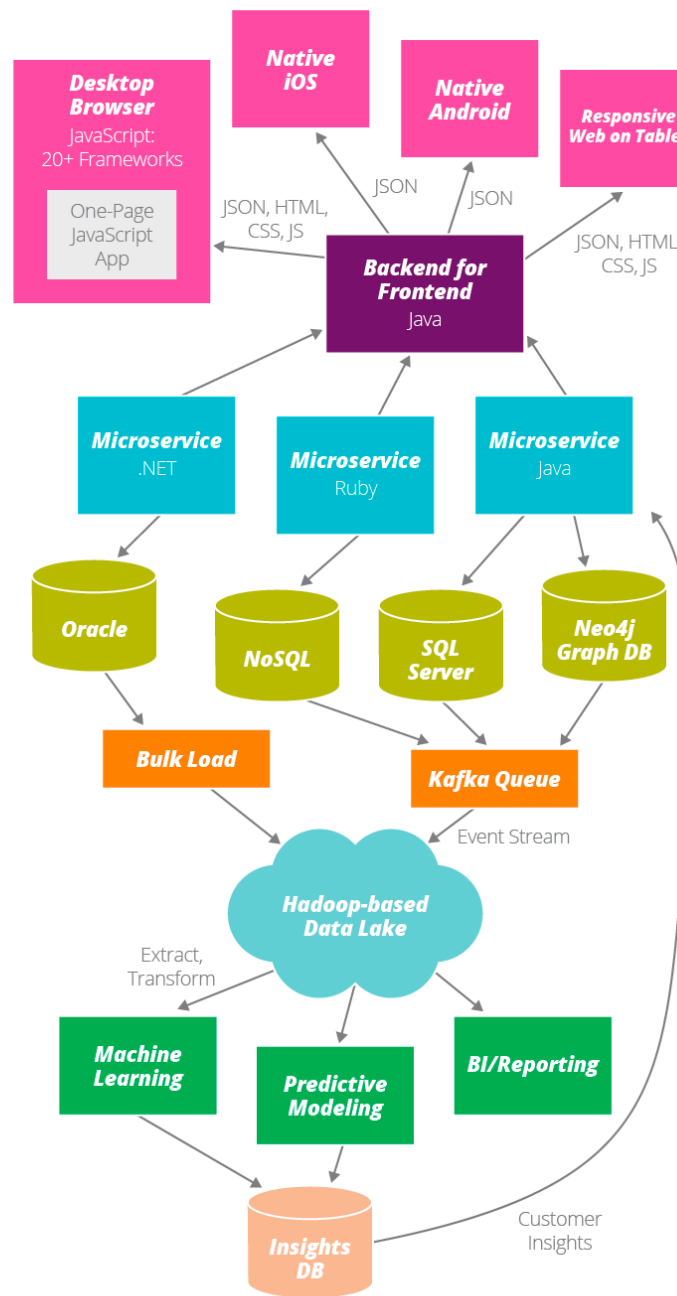 Native
iOS
Native
Android
Desktop
Browser
JavaScript:
20+ Frameworks
One-Page
JavaScript
App
Responsive
Web on Table
JSON
JSON
JSON, HTML,
CSS, JS
JSON, HTML
CSS, JS
Backend for
Frontend
Java
Microservice
.NET
Microservice
Ruby
Microservice
Java
Oracle
NoSQL
SQL
Server
Neo4j
Graph DB
Bulk Load
Kafka Queue
Event Stream
Hadoop-based
Data Lake
Extract,
Transform
Machine
Learning
Predictive
Modeling
BI/Reporting
Insights
DB
Customer
Insights